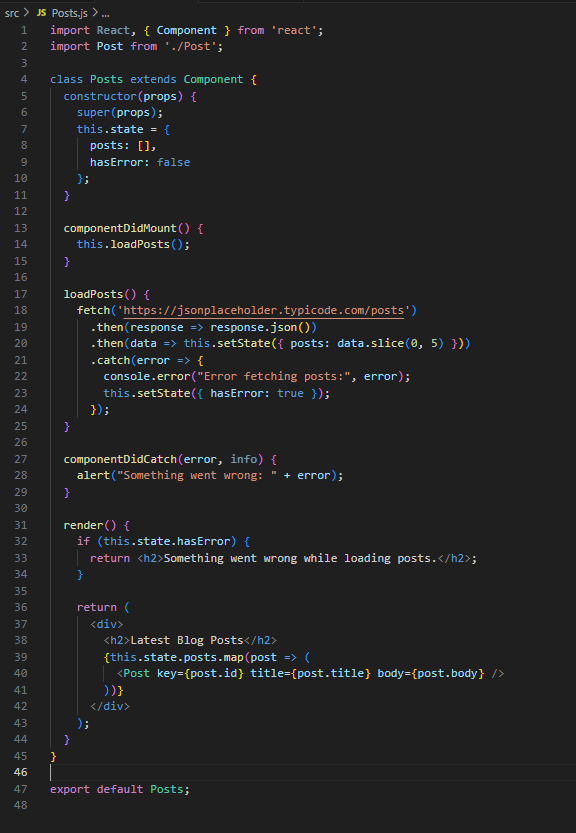 src > JS Posts.js > ...
1 import React, { Component } from 'react';
2 import Post from './Post';
3
4 class Posts extends Component {
5   constructor(props) {
6     super(props);
7     this.state = {
8       posts: [],
9       hasError: false
10     };
11   }
12
13   componentDidMount() {
14     this.loadPosts();
15   }
16
17   loadPosts() {
18     fetch('https://jsonplaceholder.typicode.com/posts')
19       .then(response => response.json())
20       .then(data => this.setState({ posts: data.slice(0, 5) }))
21       .catch(error => {
22         console.error("Error fetching posts:", error);
23         this.setState({ hasError: true });
24       });
25   }
26
27   componentDidCatch(error, info) {
28     alert("Something went wrong: " + error);
29   }
30
31   render() {
32     if (this.state.hasError) {
33       return <h2>Something went wrong while loading posts.</h2>;
34     }
35
36     return (
37       <div>
38         <h2>Latest Blog Posts</h2>
39         {this.state.posts.map(post => (
40           <Post key={post.id} title={post.title} body={post.body} />
41         ))}
42       </div>
43     );
44   }
45 }
46
47 export default Posts;
48